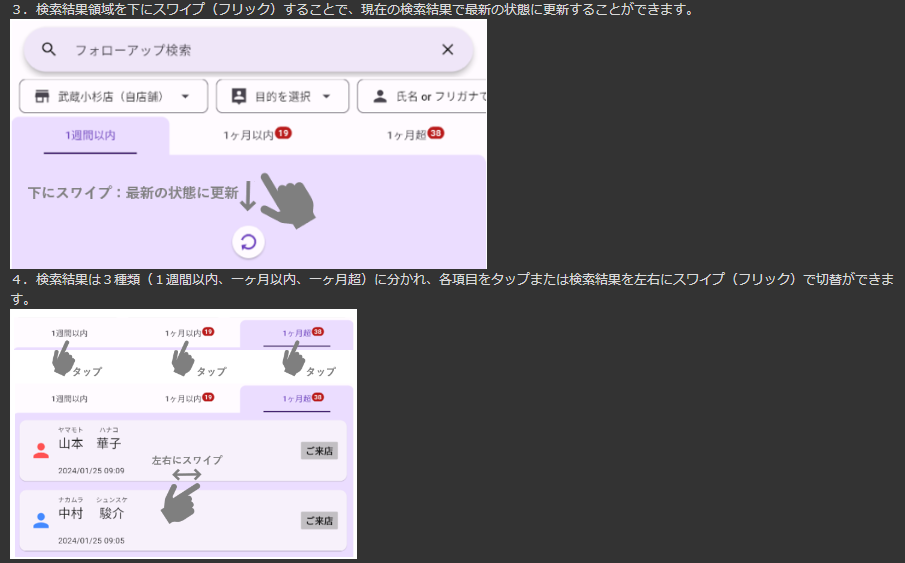 ３．検索結果領域を下にスワイプ（フリック）することで、現在の検索結果で最新の状態に更新することができます。
フォローアップ検索
武蔵小杉店（自店舗） 目的を選択 氏名 or フリガナで
1週間以内 1ヶ月以内 19 1ヶ月超 38
下にスワイプ：最新の状態に更新
４．検索結果は３種類（１週間以内、一ヶ月以内、一ヶ月超）に分かれ、各項目をタップまたは検索結果を左右にスワイプ（フリック）で切替ができま
す。
1週間以内 1ヶ月以内 19 1ヶ月超 38
タップ タップ タップ
1週間以内 1ヶ月以内 19 1ヶ月超 38
ヤマモト ハナコ
山本 華子
ご来店
左右にスワイプ
2024/01/25 09:09
ナカムラ シュンスケ
中村 駿介
ご来店
2024/01/25 09:05